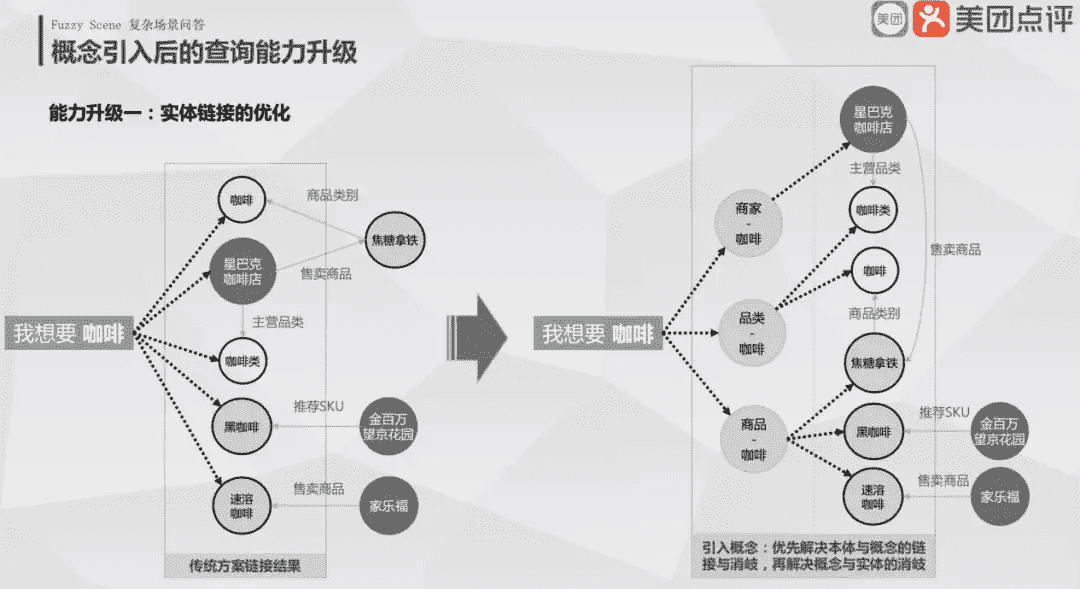 Fuzzy Scene 复杂场景问答
概念引入后的查询能力升级
美团
美团点评
能力升级一：实体链接的优化
我想要 咖啡
咖啡
商品类别
焦糖拿铁
星巴克
咖啡店
售卖商品
主营品类
咖啡类
黑咖啡
推荐SKU
金百万
望京花园
速溶
咖啡
售卖商品
家乐福
传统方案链接结果
我想要 咖啡
商家
-
咖啡
品类
-
咖啡
商品
-
咖啡
星巴克
咖啡店
主营品类
咖啡类
售卖商品
咖啡
商品类别
焦糖拿铁
黑咖啡
推荐SKU
金百万
望京花园
速溶
咖啡
售卖商品
家乐福
引入概念：优先解决本体与概念的链
接与消歧，再解决概念与实体的消歧